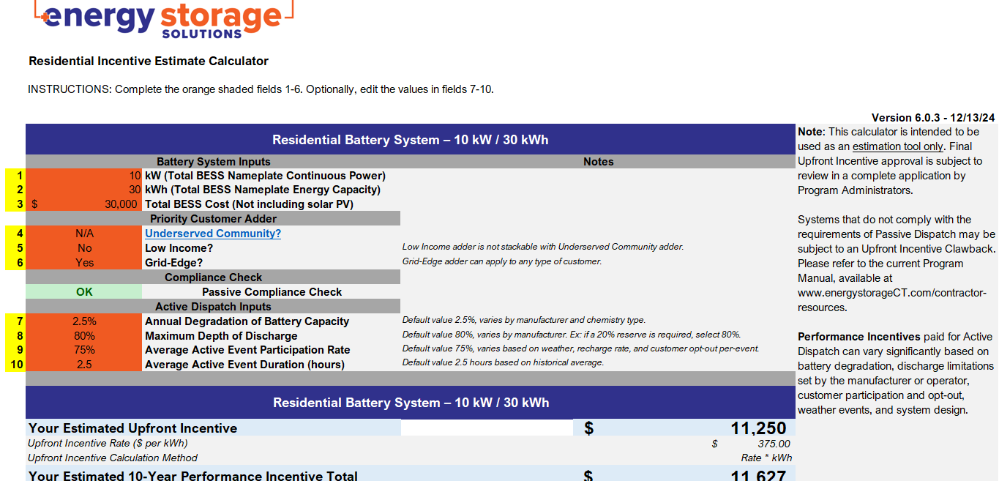 energy storage
SOLUTIONS
Residential Incentive Estimate Calculator
INSTRUCTIONS: Complete the orange shaded fields 1-6. Optionally, edit the values in fields 7-10.
Version 6.0.3 - 12/13/24
Residential Battery System – 10 kW / 30 kWh
Battery System Inputs Notes
1 10 kW (Total BESS Nameplate Continuous Power)
2 30 kWh (Total BESS Nameplate Energy Capacity)
3 $ 30,000 Total BESS Cost (Not including solar PV)
Priority Customer Adder
4 N/A Underserved Community?
5 No Low Income? Low Income adder is not stackable with Underserved Community adder.
6 Yes Grid-Edge? Grid-Edge adder can apply to any type of customer.
Compliance Check
OK Passive Compliance Check
Active Dispatch Inputs
7 2.5% Annual Degradation of Battery Capacity Default value 2.5%, varies by manufacturer and chemistry type.
8 80% Maximum Depth of Discharge Default value 80%, varies by manufacturer. Ex: if a 20% reserve is required, select 80%.
9 75% Average Active Event Participation Rate Default value 75%, varies based on weather, recharge rate, and customer opt-out per-event.
10 2.5 Average Active Event Duration (hours) Default value 2.5 hours based on historical average.
Residential Battery System – 10 kW / 30 kWh
Your Estimated Upfront Incentive $ 11,250
Upfront Incentive Rate ($ per kWh) $ 375.00
Upfront Incentive Calculation Method Rate * kWh
Your Estimated 10-Year Performance Incentive Total $ 11,627
Note: This calculator is intended to be
used as an estimation tool only. Final
Upfront Incentive approval is subject to
review in a complete application by
Program Administrators.
Systems that do not comply with the
requirements of Passive Dispatch may be
subject to an Upfront Incentive Clawback.
Please refer to the current Program
Manual, available at
www.energystorageCT.com/contractor-
resources.
Performance Incentives paid for Active
Dispatch can vary significantly based on
battery degradation, discharge limitations
set by the manufacturer or operator,
customer participation and opt-out,
weather events, and system design.